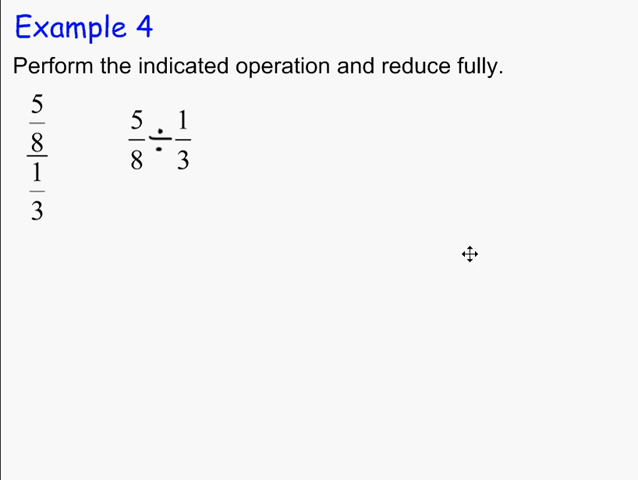 Example 4
Perform the indicated operation and reduce fully.
5
8
1
3
5/8 ÷ 1/3